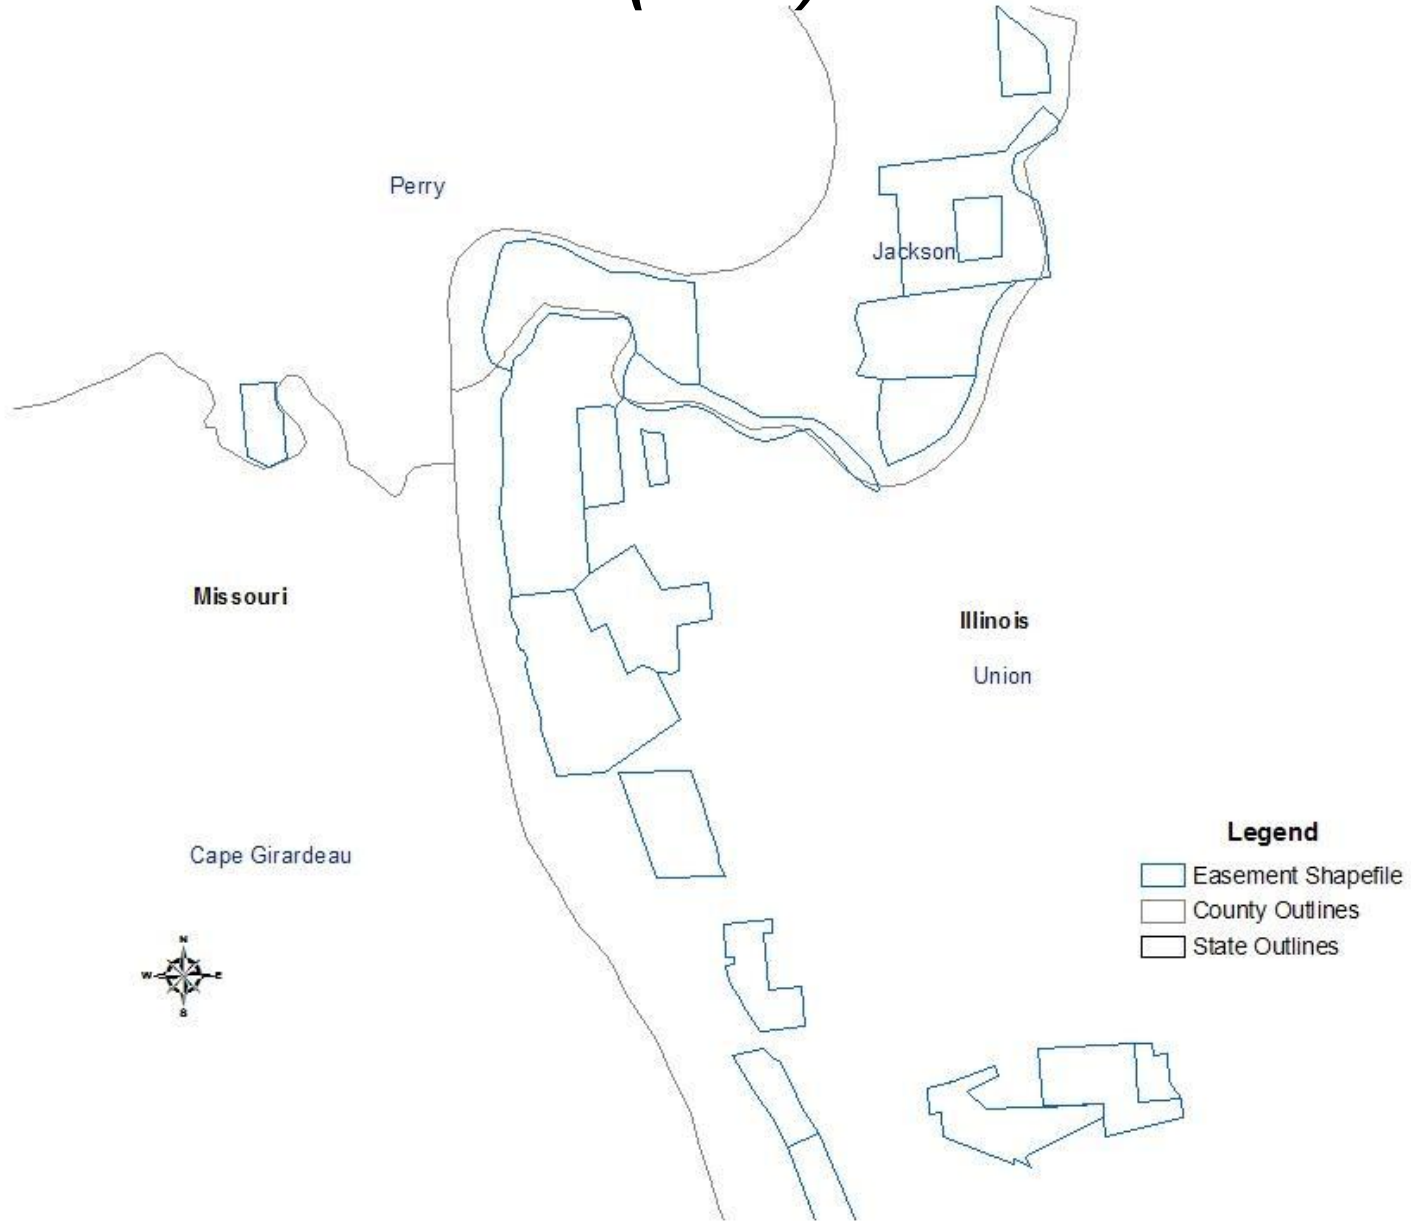 Perry
Jackson
Missouri
Illinois
Union
Cape Girardeau
Legend
Easement Shapefile
County Outlines
State Outlines
N
W E
S